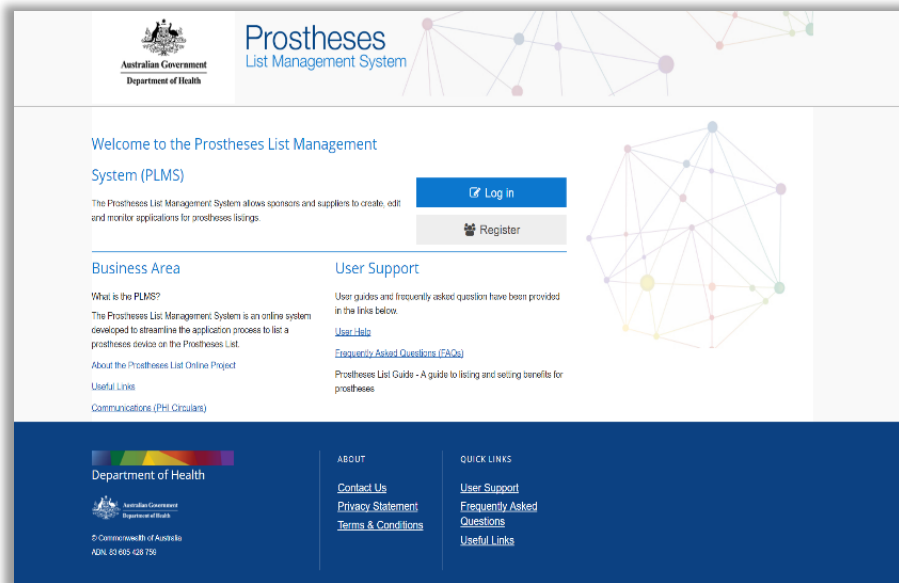 Australian Government
Department of Health
Prostheses
List Management System
Welcome to the Prostheses List Management
System (PLMS)
The Prostheses List Management System allows sponsors and suppliers to create, edit
and monitor applications for prostheses listings.
Log in
Register
Business Area
What is the PLMS?
The Prostheses List Management System is an online system
developed to streamline the application process to list a
prostheses device on the Prostheses List.
About the Prostheses List Online Project
Useful Links
Communications (PHI Circulars)
User Support
User guides and frequently asked question have been provided
in the links below.
User Help
Frequently Asked Questions (FAQs)
Prostheses List Guide - A guide to listing and setting benefits for
prostheses
Department of Health
Australian Government
Department of Health
© Commonwealth of Australia
ABN. 83 605 426 759
ABOUT
Contact Us
Privacy Statement
Terms & Conditions
QUICK LINKS
User Support
Frequently Asked
Questions
Useful Links